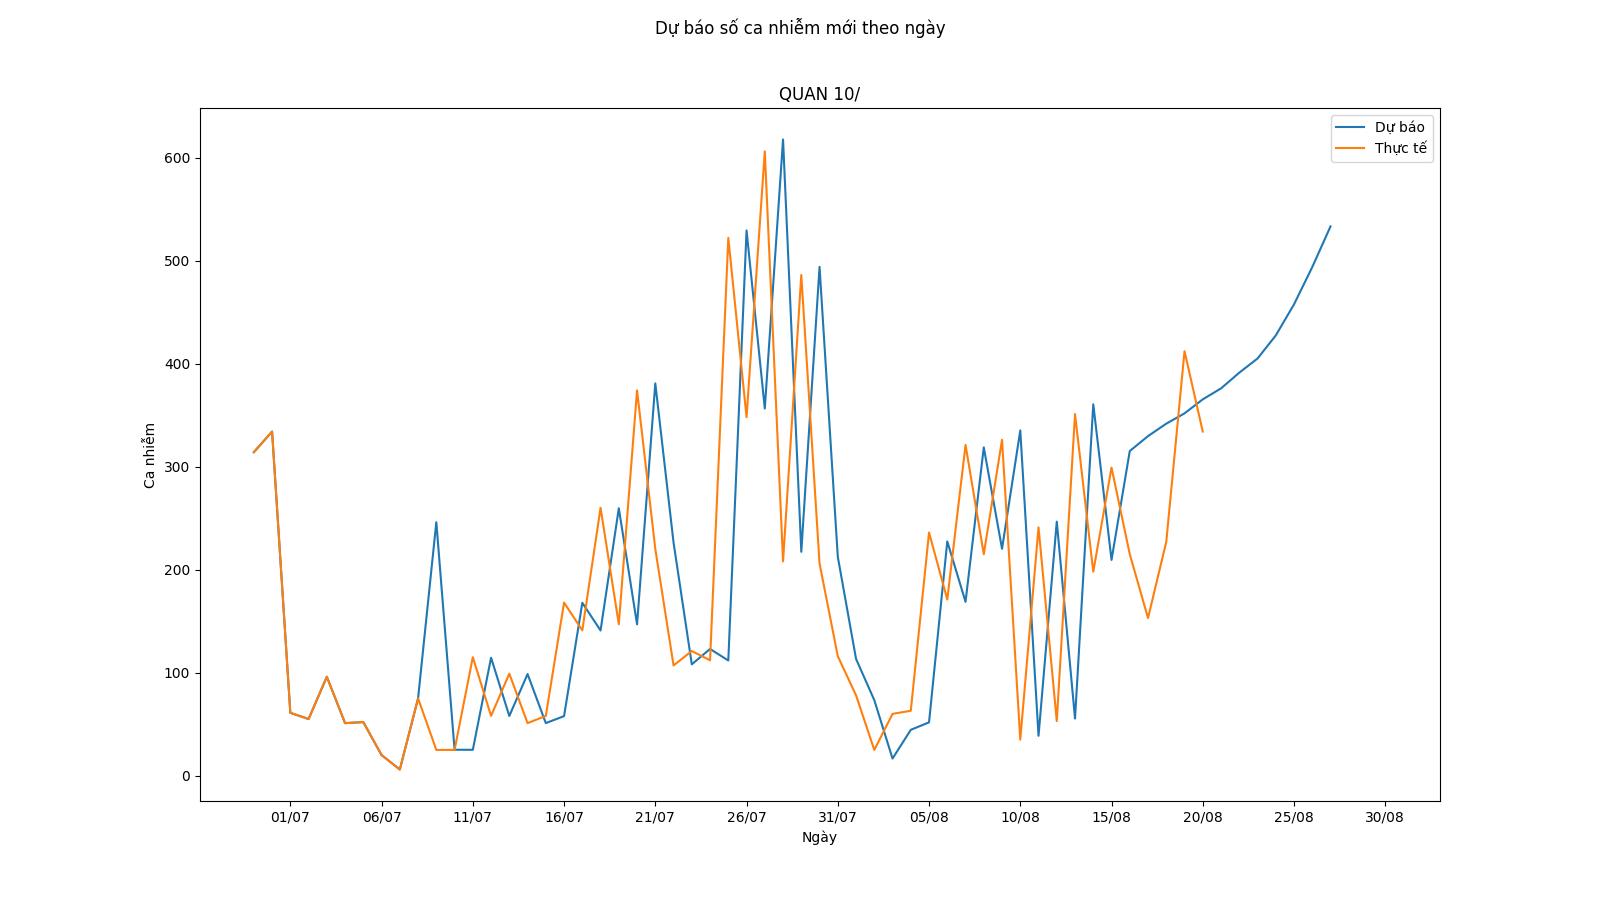 Dự báo số ca nhiễm mới theo ngày
QUAN 10/
Dự báo
Thực tế
600
500
400
300
200
100
0
Ca nhiễm
01/07 06/07 11/07 16/07 21/07 26/07 31/07 05/08 10/08 15/08 20/08 25/08 30/08
Ngày